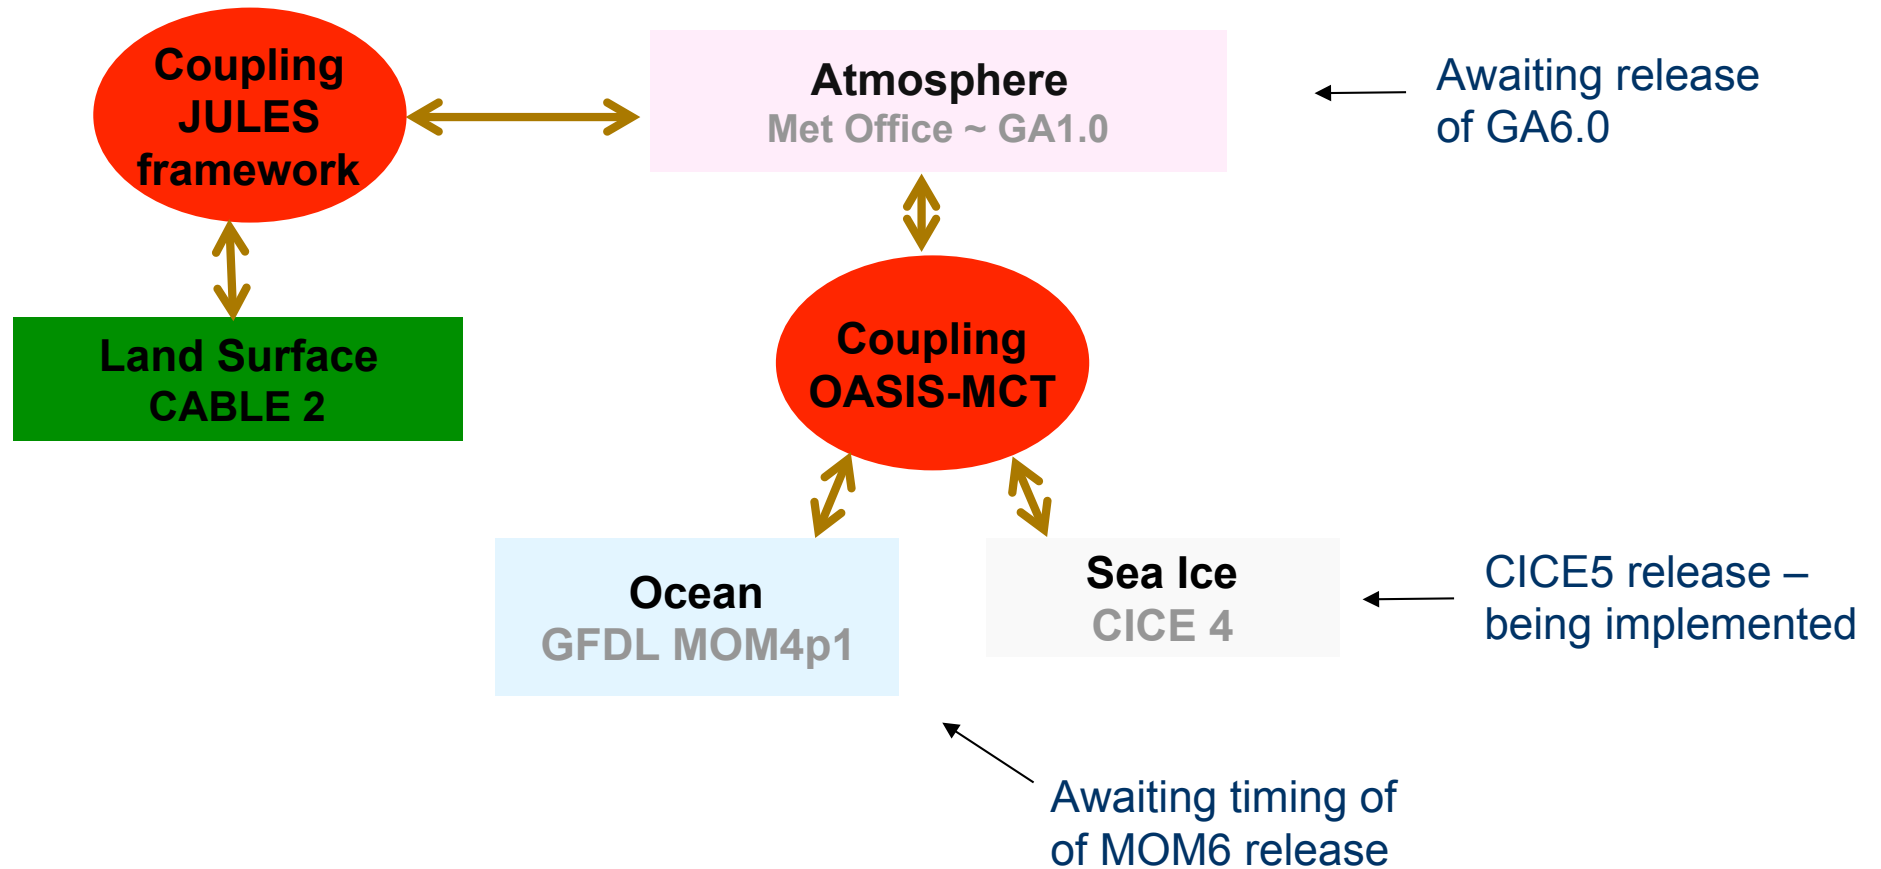 Coupling
JULES
framework
Atmosphere
Met Office ~ GA1.0
Awaiting release
of GA6.0
Land Surface
CABLE 2
Coupling
OASIS-MCT
Ocean
GFDL MOM4p1
Sea Ice
CICE 4
CICE5 release –
being implemented
Awaiting timing of
of MOM6 release